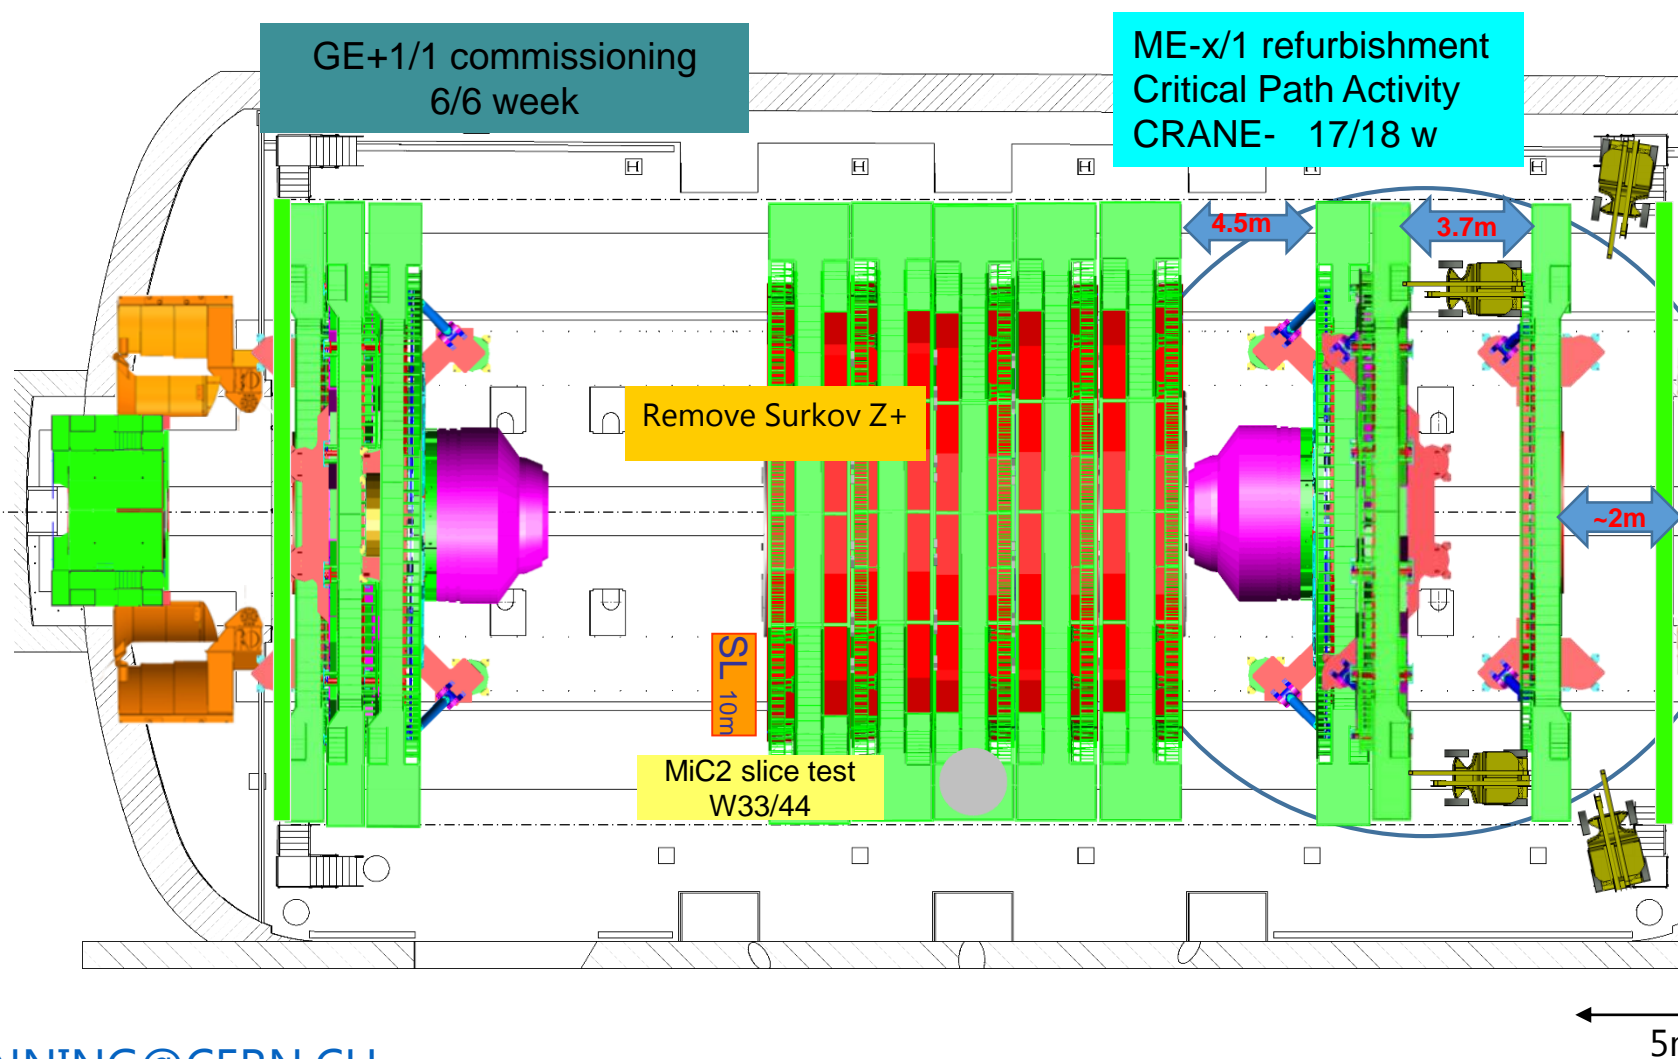 GE+1/1 commissioning
6/6 week
ME-x/1 refurbishment
Critical Path Activity
CRANE- 17/18 w
H
H
H
H
H
4.5m
3.7m
Remove Surkov Z+
~2m
SL 10m
MiC2 slice test
W33/44